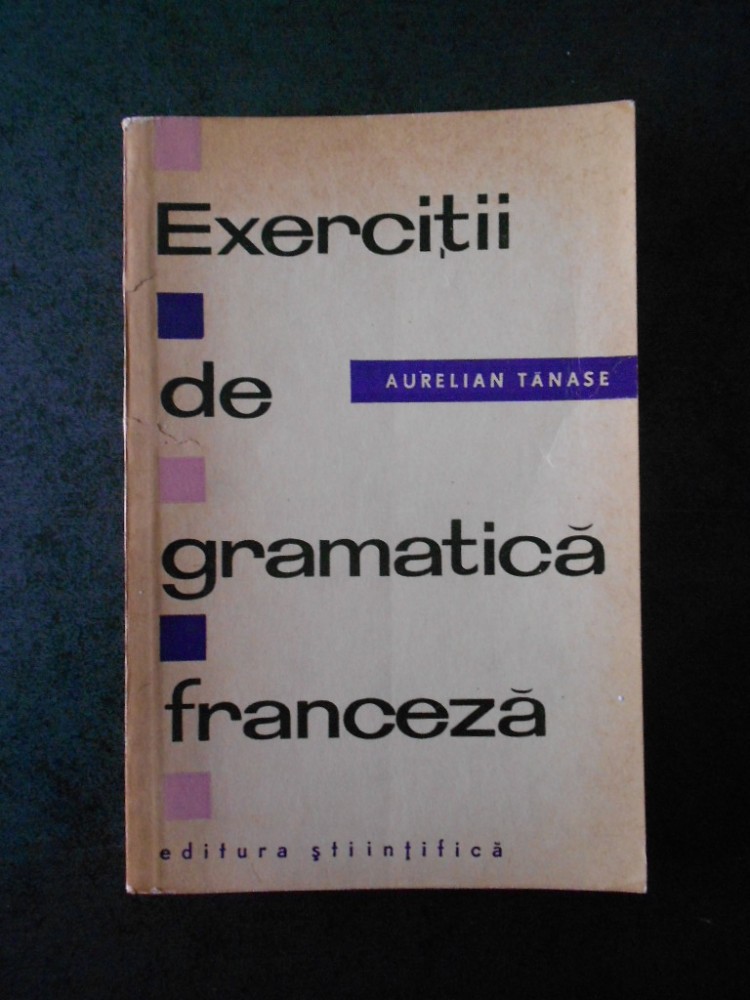 Exerciții
de
AURELIAN TĂNASE
gramatică
franceză
editura științifică